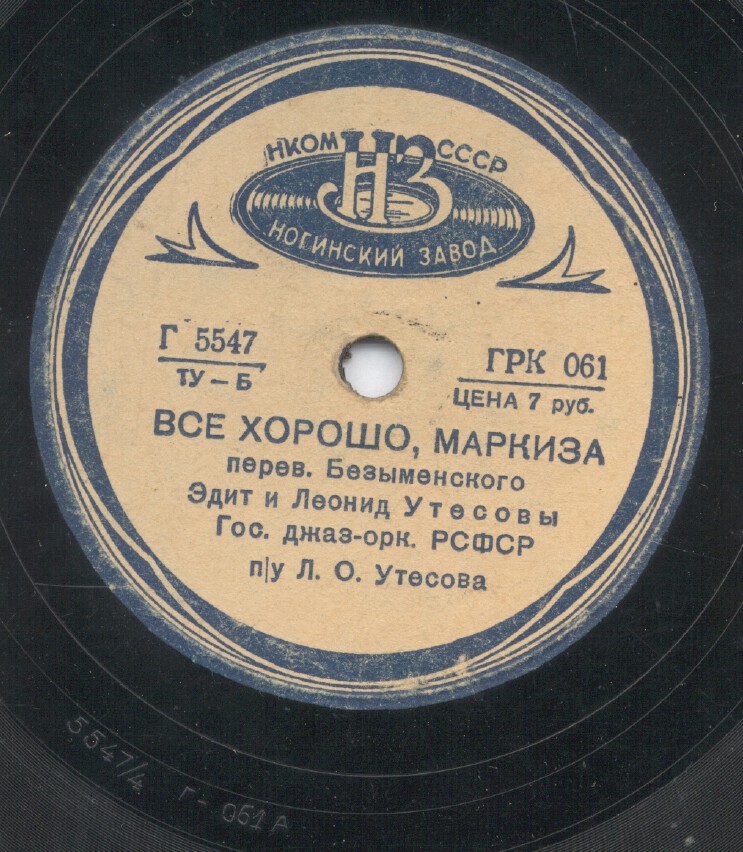 НКОМ НЗ СССР
НОГИНСКИЙ ЗАВОД
Г 5547
ТУ – Б
ГРК 061
ЦЕНА 7 руб.
ВСЕ ХОРОШО, МАРКИЗА
перев. Безыменского
Эдит и Леонид Утесовы
Гос. джаз-орк. РСФСР
п/у Л. О. Утесова
5547/4 г-061А